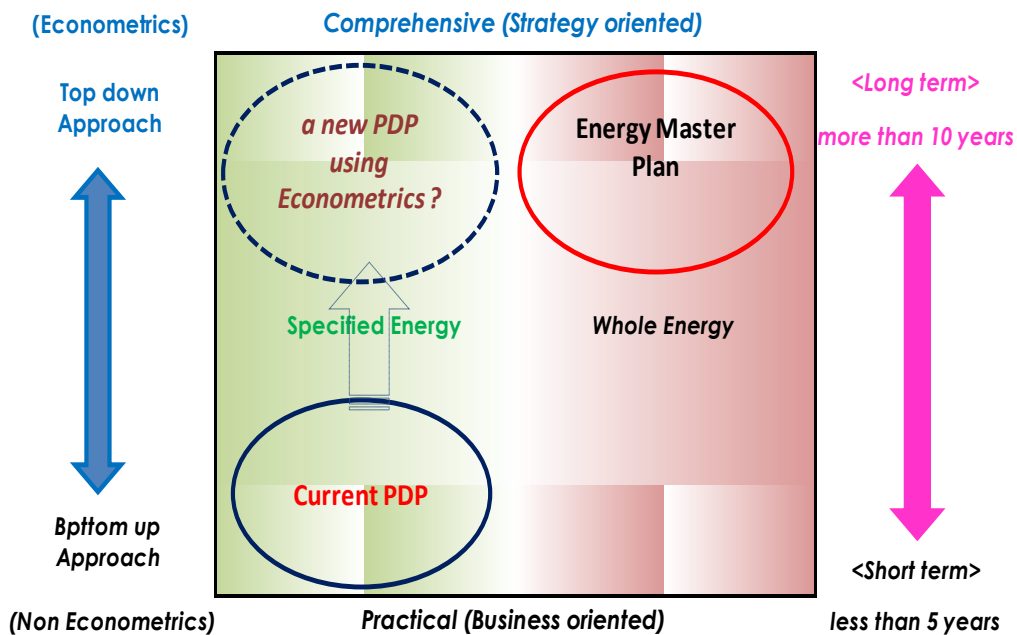 (Econometrics)
Comprehensive (Strategy oriented)
Top down
Approach
a new PDP
using
Econometrics ?
Energy Master
Plan
<Long term>
more than 10 years
Specified Energy
Whole Energy
Current PDP
Bpttom up
Approach
<Short term>
(Non Econometrics)
Practical (Business oriented)
less than 5 years